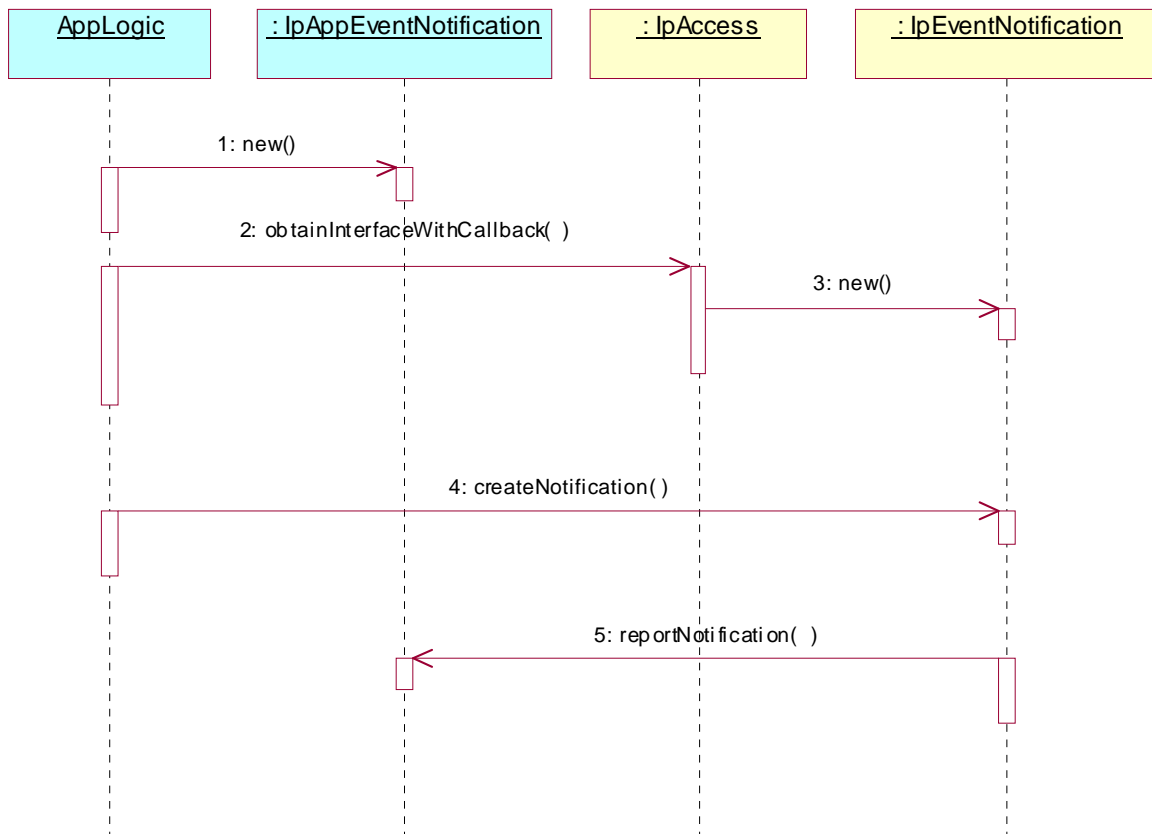 AppLogic
: IpAppEventNotification
: IpAccess
: IpEventNotification
1: new()
2: obtainInterfaceWithCallback( )
3: new()
4: createNotification( )
5: reportNotification( )